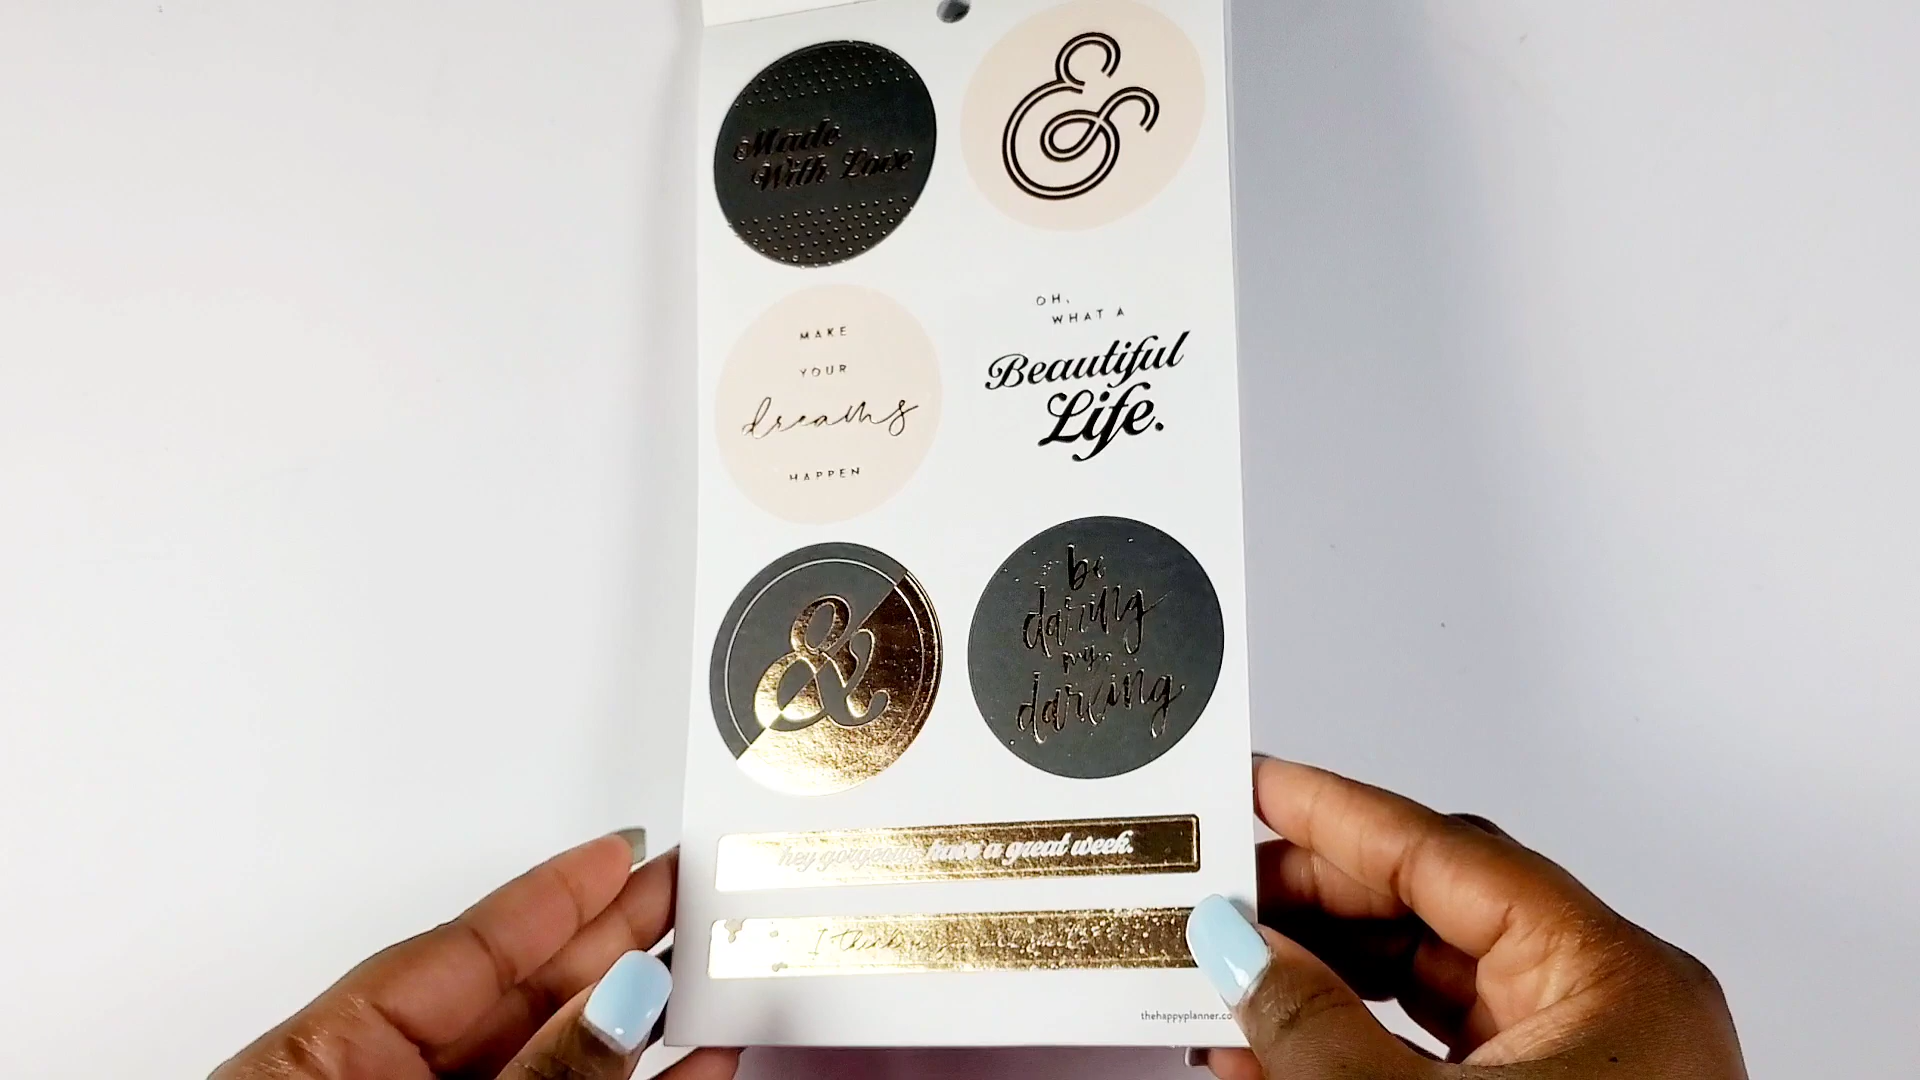 Made
With Love
&
MAKE
YOUR
dreams
HAPPEN
OH,
WHAT A
Beautiful
Life.
&
be
daring
my
darling
hey gorgeous, have a great week.
I think
thehappyplanner.co